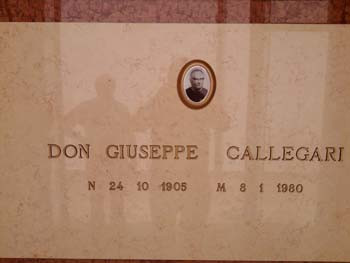 DON GIUSEPPE CALLEGARI
N 24 10 1905 M 8 1 1980